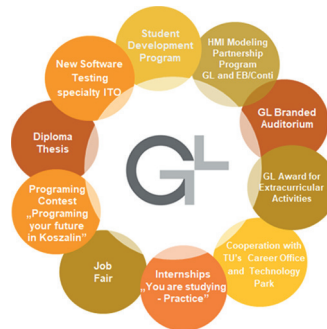 Student
Development
Program
HMI Modeling
Partnership
Program
GL and EB/Conti
GL Branded
Auditorium
GL Award for
Extracurricular
Activities
Cooperation with
TU's Career Office
and Technology
Park
Internships
„You are studying
- Practice”
Job
Fair
Programing
Contest
„Programing
your future
in Koszalin”
Diploma
Thesis
New Software
Testing
specialty ITO
GL